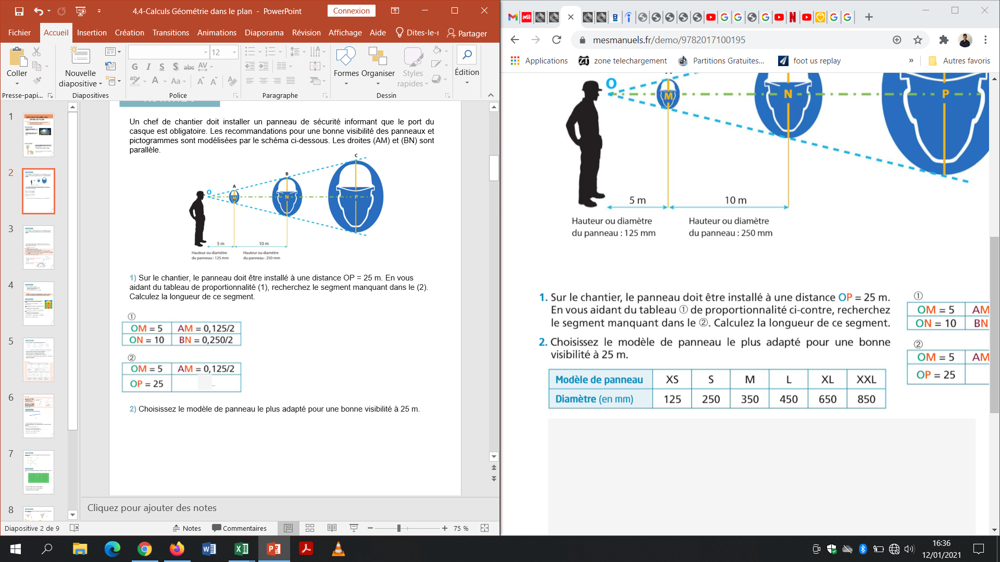 4.4-Calculs Géométrie dans le plan - PowerPoint
Connexion
Fichier Accueil Insertion Création Transitions Animations Diaporama Révision Affichage Aide Dites-le-r Partager
Coller
Nouvelle diapositive
12
G I S S abc AV
Aa A A
Formes Organiser Styles rapides Édition
Presse-papi... Diapositives Police Paragraphe Dessin
1
2
3
4
5
6
7
8
Un chef de chantier doit installer un panneau de sécurité informant que le port du
casque est obligatoire. Les recommandations pour une bonne visibilité des panneaux et
pictogrammes sont modélisées par le schéma ci-dessous. Les droites (AM) et (BN) sont
parallèle.
C
B
A
O
M N P
5 m 10 m
Hauteur ou diamètre
du panneau : 125 mm
Hauteur ou diamètre
du panneau : 250 mm
1) Sur le chantier, le panneau doit être installé à une distance OP = 25 m. En vous
aidant du tableau de proportionnalité (1), recherchez le segment manquant dans le (2).
Calculez la longueur de ce segment.
①
OM = 5 AM = 0,125/2
ON = 10 BN = 0,250/2
②
OM = 5 AM = 0,125/2
OP = 25 ...
2) Choisissez le modèle de panneau le plus adapté pour une bonne visibilité à 25 m.
Cliquez pour ajouter des notes
Diapositive 2 de 9 Notes Commentaires 75 %
mesmanuels.fr/demo/9782017100195
Applications zone telechargement Partitions Gratuites... foot us replay » Autres favoris
O
M N P
5 m 10 m
Hauteur ou diamètre
du panneau : 125 mm
Hauteur ou diamètre
du panneau : 250 mm
1. Sur le chantier, le panneau doit être installé à une distance OP = 25 m.
En vous aidant du tableau ① de proportionnalité ci-contre, recherchez
le segment manquant dans le ②. Calculez la longueur de ce segment.
2. Choisissez le modèle de panneau le plus adapté pour une bonne
visibilité à 25 m.
①
OM = 5 AM
ON = 10 BN
②
OM = 5 AM
OP = 25
Modèle de panneau XS S M L XL XXL
Diamètre (en mm) 125 250 350 450 650 850
16:36
12/01/2021